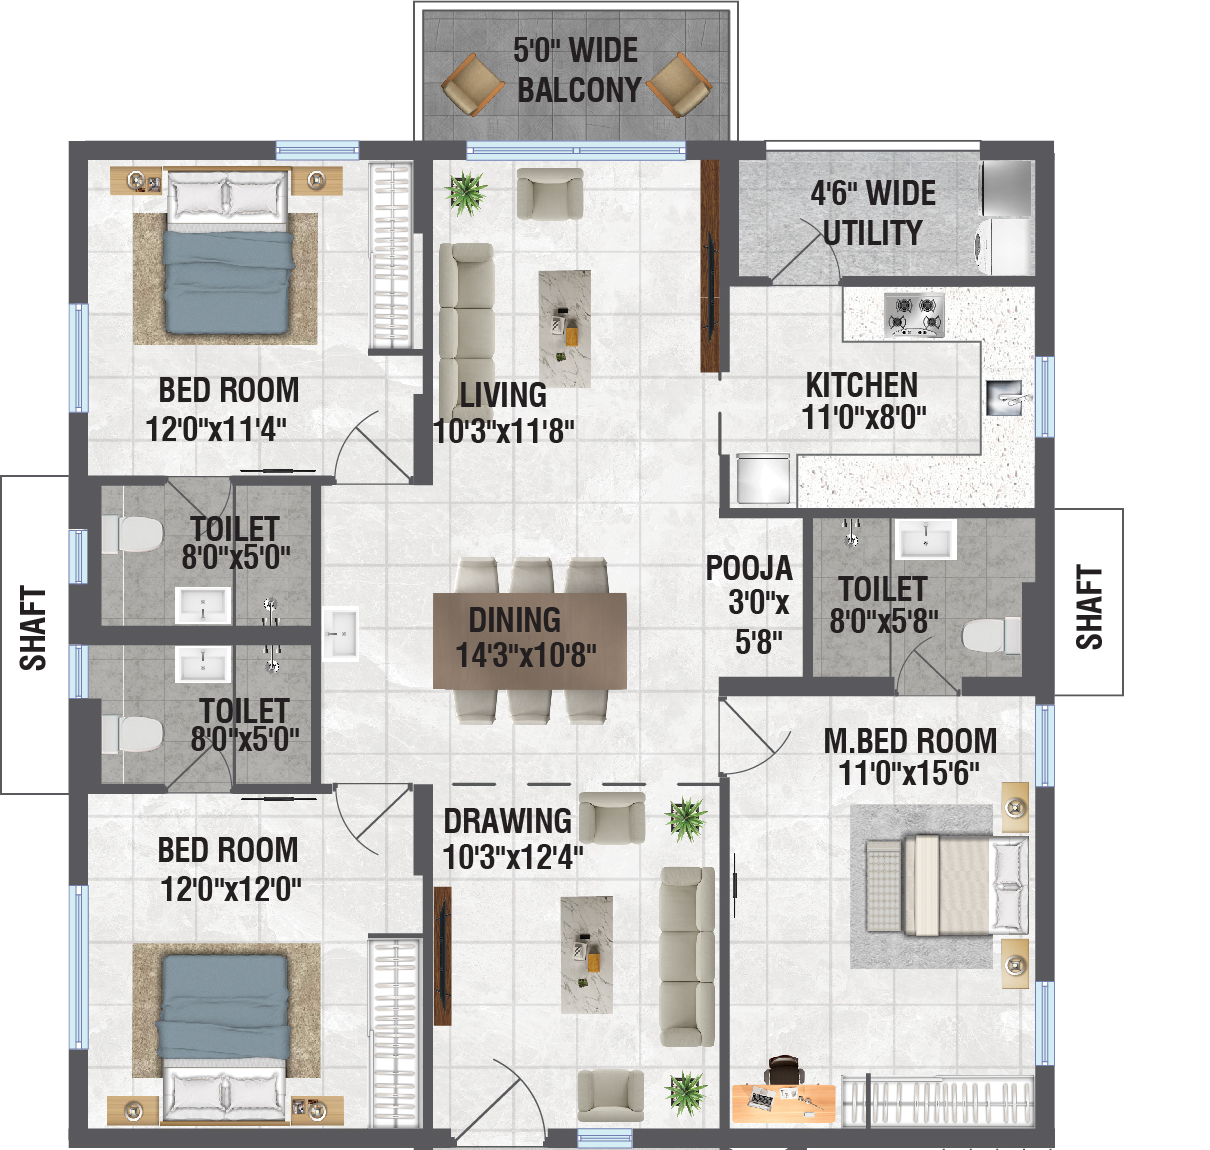 5'0" WIDE
BALCONY
4'6" WIDE
UTILITY
BED ROOM
12'0"x11'4"
LIVING
10'3"x11'8"
KITCHEN
11'0"x8'0"
TOILET
8'0"x5'0"
SHAFT
DINING
14'3"x10'8"
POOJA
3'0"x
5'8"
TOILET
8'0"x5'8"
SHAFT
TOILET
8'0"x5'0"
M.BED ROOM
11'0"x15'6"
BED ROOM
12'0"x12'0"
DRAWING
10'3"x12'4"